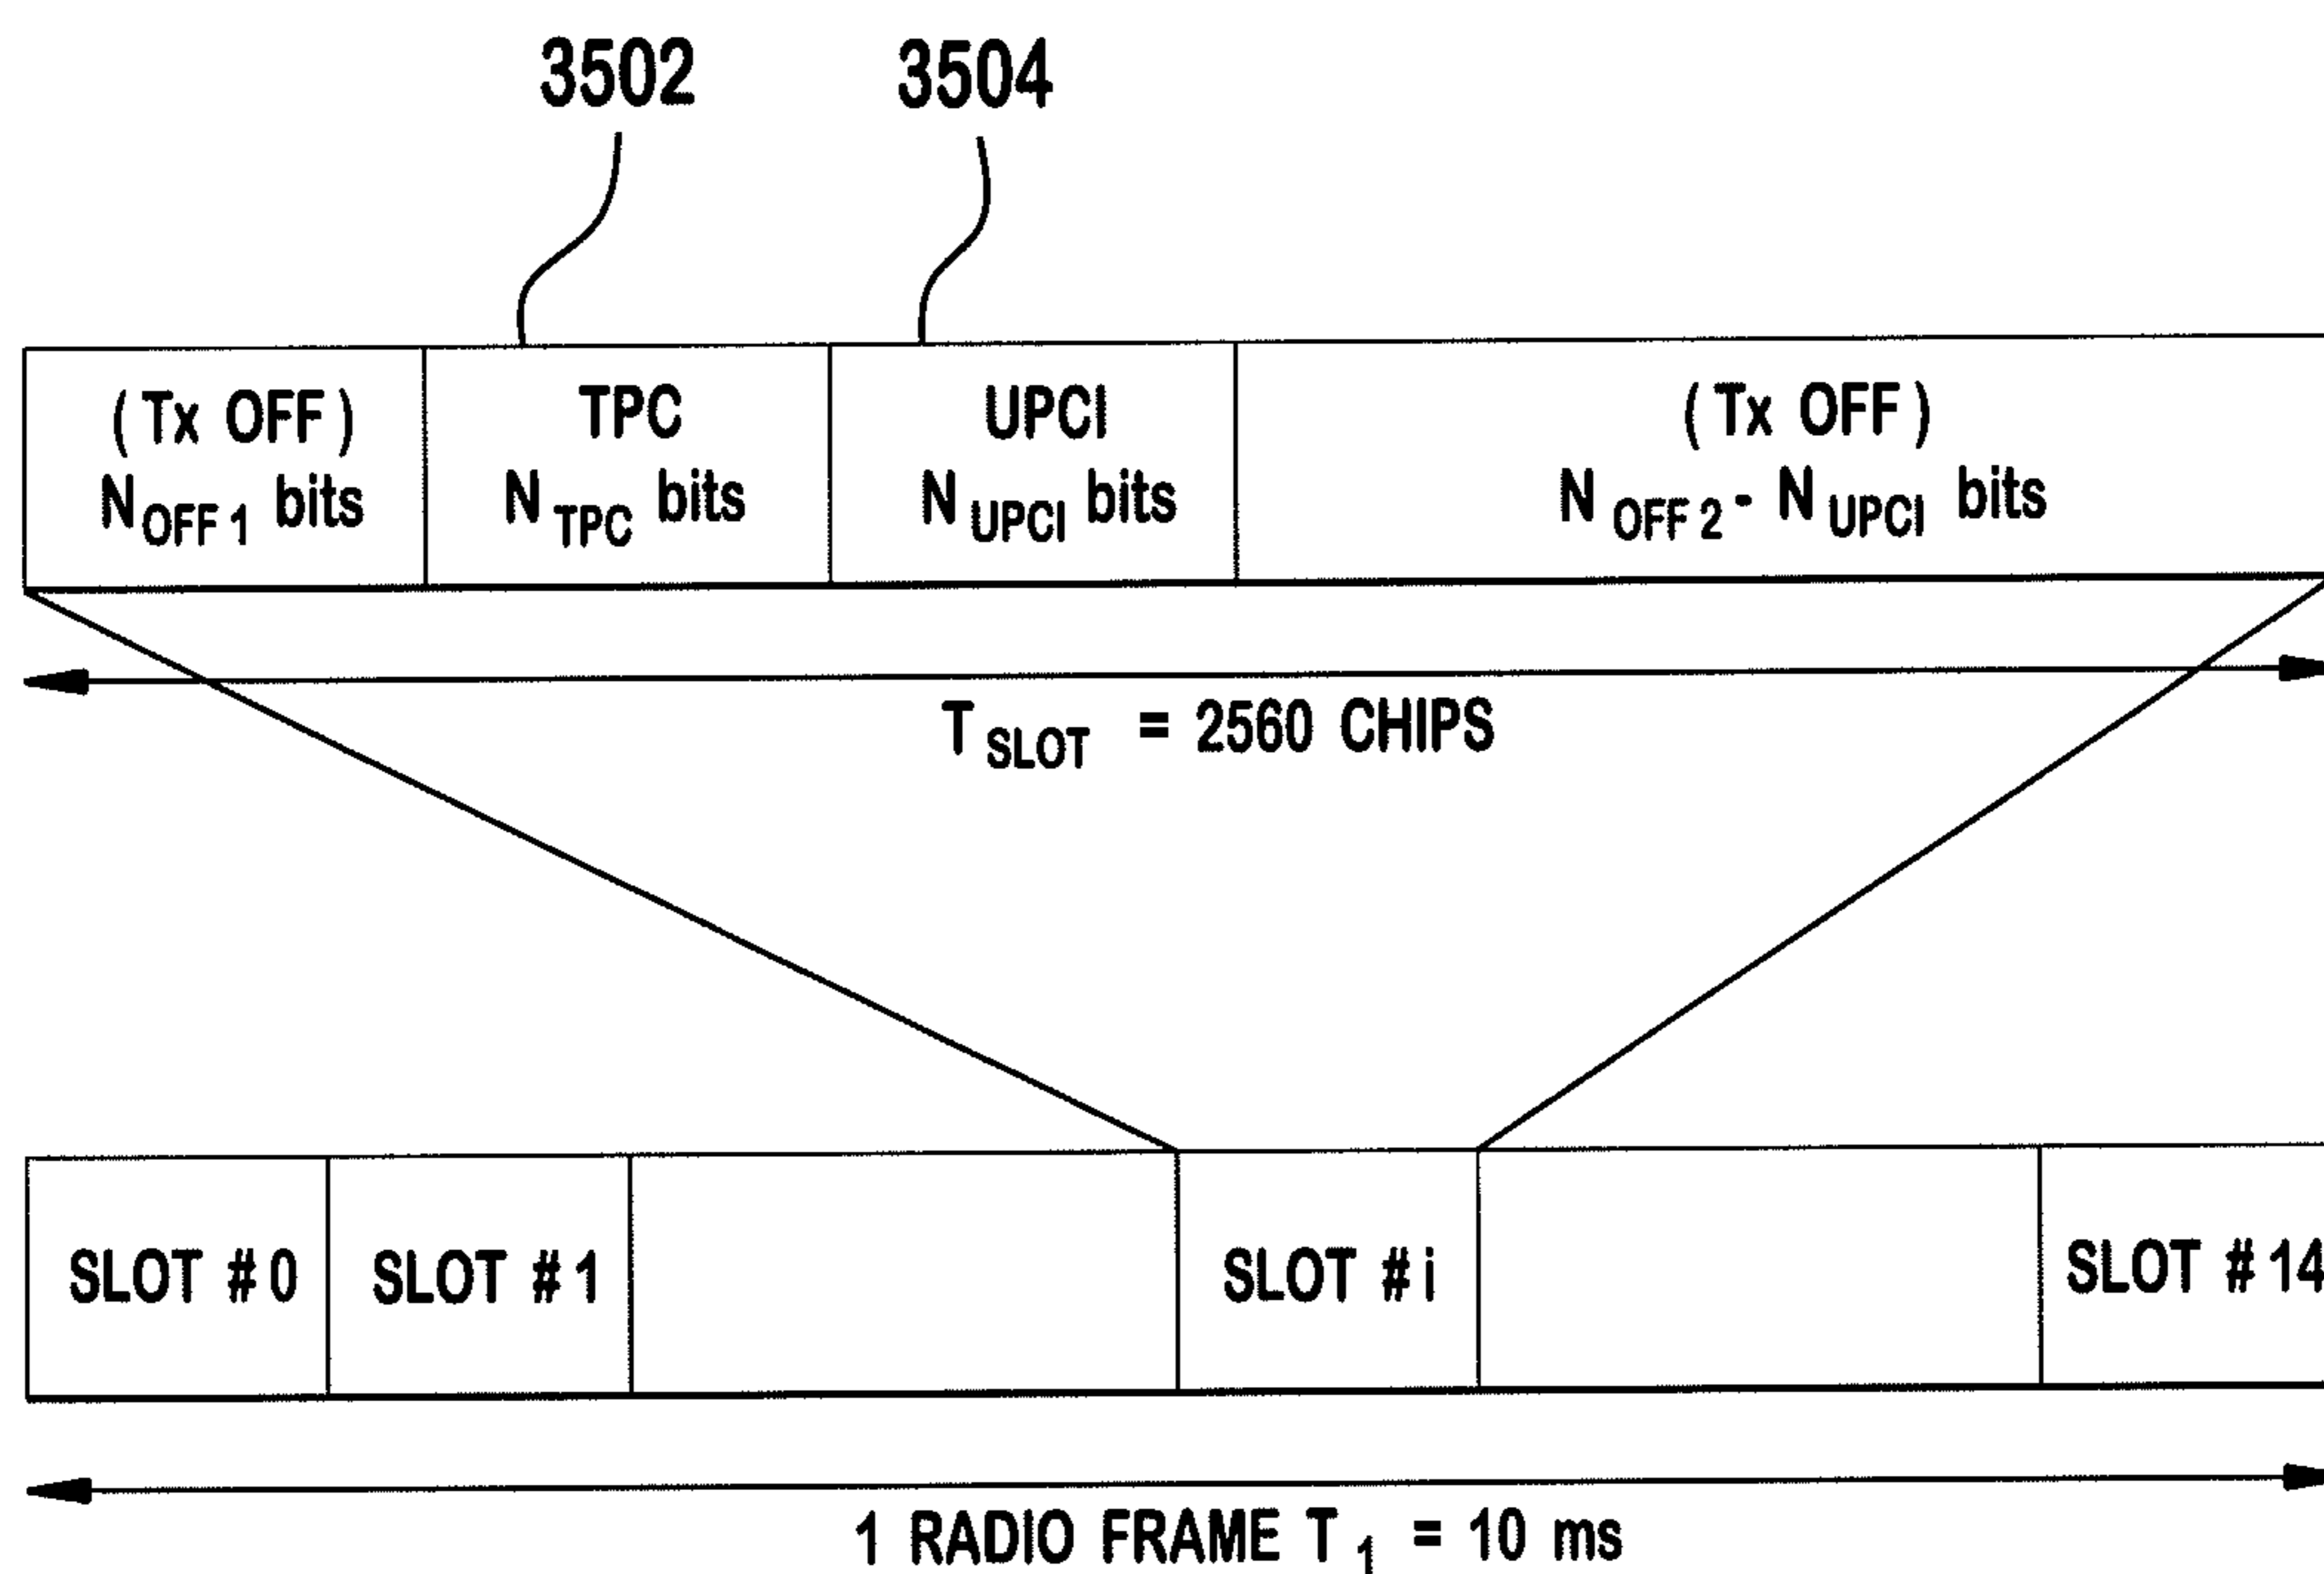 3502 3504
(Tx OFF) TPC UPCI (Tx OFF)
N OFF 1 bits N TPC bits N UPCI bits N OFF 2 - N UPCI bits
T SLOT = 2560 CHIPS
SLOT #0 SLOT #1 SLOT #i SLOT #14
1 RADIO FRAME T 1 = 10 ms